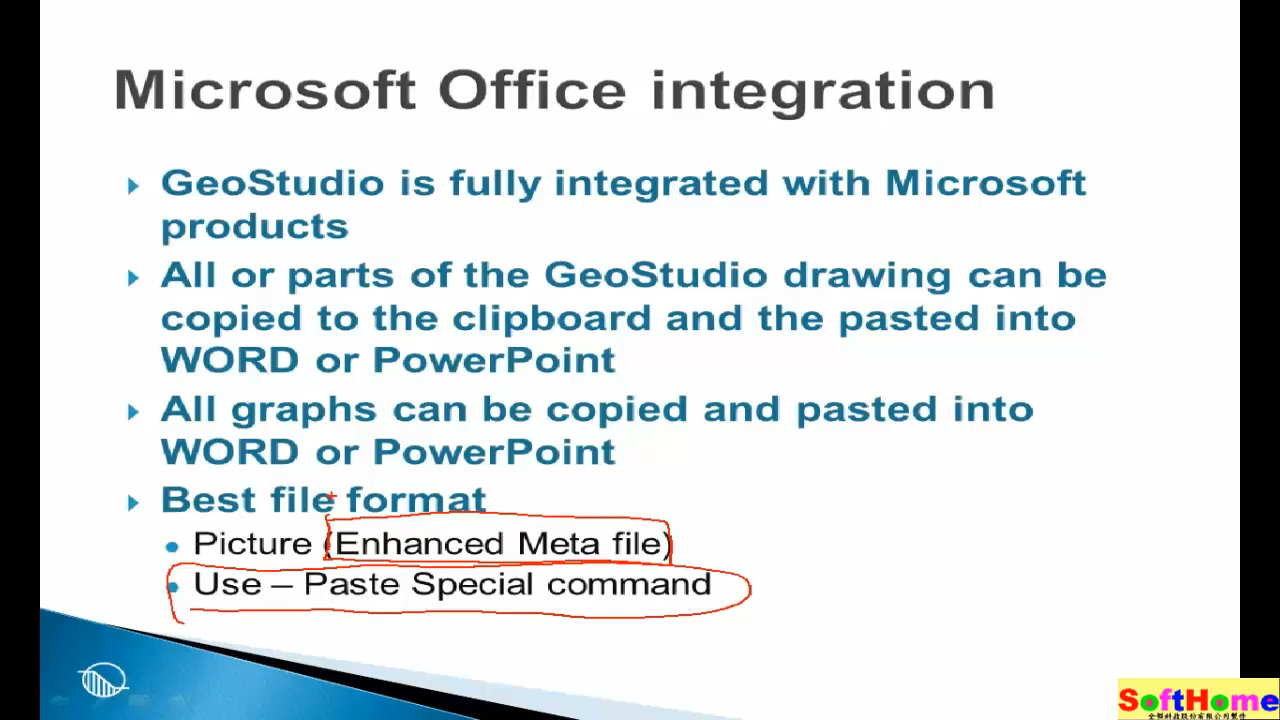 Microsoft Office integration
GeoStudio is fully integrated with Microsoft
products
All or parts of the GeoStudio drawing can be
copied to the clipboard and the pasted into
WORD or PowerPoint
All graphs can be copied and pasted into
WORD or PowerPoint
Best file format
Picture (Enhanced Meta file)
Use – Paste Special command
SoftHome